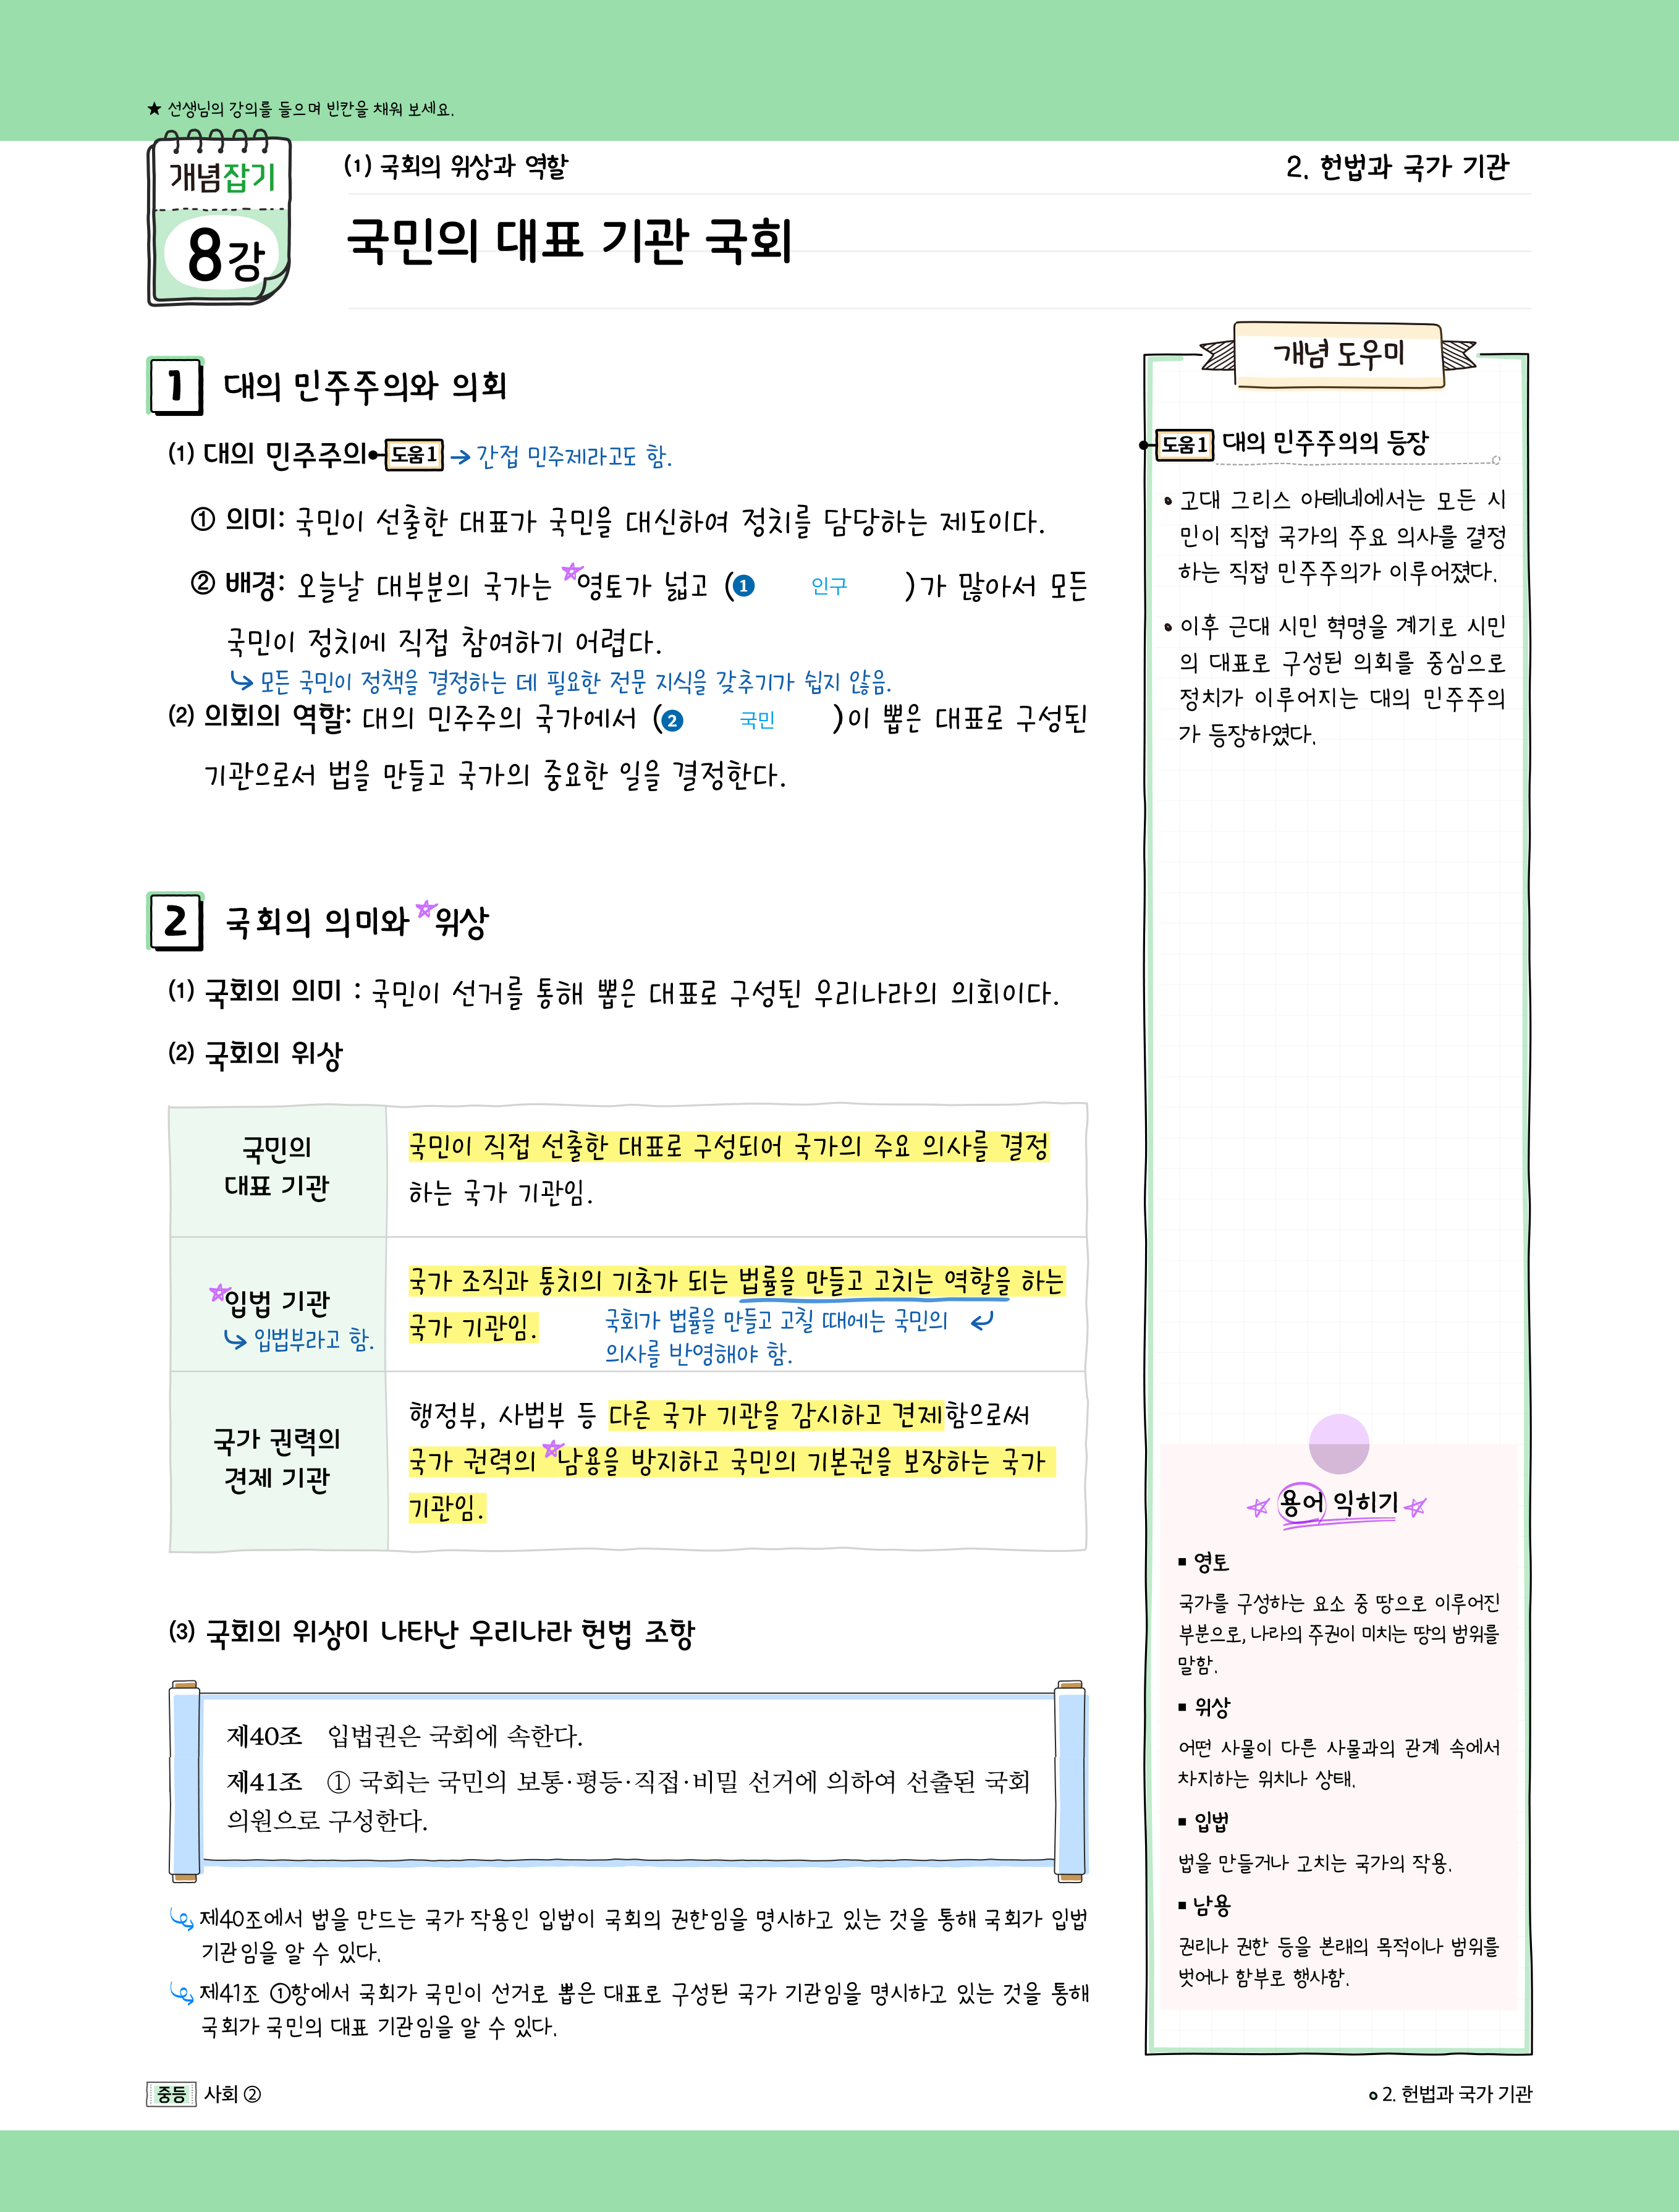 ★ 선생님의 강의를 들으며 빈칸을 채워 보세요.
개념잡기
8강
(1) 국회의 위상과 역할
2. 헌법과 국가 기관
국민의 대표 기관 국회
1 대의 민주주의와 의회
(1) 대의 민주주의 도움1 → 간접 민주제라고도 함.
① 의미: 국민이 선출한 대표가 국민을 대신하여 정치를 담당하는 제도이다.
② 배경: 오늘날 대부분의 국가는 ☆영토가 넓고 (❶ 인구 )가 많아서 모든
국민이 정치에 직접 참여하기 어렵다.
↳ 모든 국민이 정책을 결정하는 데 필요한 전문 지식을 갖추기가 쉽지 않음.
(2) 의회의 역할: 대의 민주주의 국가에서 (❷ 국민 )이 뽑은 대표로 구성된
기관으로서 법을 만들고 국가의 중요한 일을 결정한다.
2 국회의 의미와 ☆위상
(1) 국회의 의미 : 국민이 선거를 통해 뽑은 대표로 구성된 우리나라의 의회이다.
(2) 국회의 위상
국민의
대표 기관
국민이 직접 선출한 대표로 구성되어 국가의 주요 의사를 결정
하는 국가 기관임.
☆입법 기관
↳ 입법부라고 함.
국가 조직과 통치의 기초가 되는 법률을 만들고 고치는 역할을 하는
국가 기관임.
국회가 법률을 만들고 고칠 때에는 국민의
의사를 반영해야 함.
국가 권력의
견제 기관
행정부, 사법부 등 다른 국가 기관을 감시하고 견제함으로써
국가 권력의 ☆남용을 방지하고 국민의 기본권을 보장하는 국가
기관임.
(3) 국회의 위상이 나타난 우리나라 헌법 조항
제40조 입법권은 국회에 속한다.
제41조 ① 국회는 국민의 보통·평등·직접·비밀 선거에 의하여 선출된 국회
의원으로 구성한다.
제40조에서 법을 만드는 국가 작용인 입법이 국회의 권한임을 명시하고 있는 것을 통해 국회가 입법
기관임을 알 수 있다.
제41조 ①항에서 국회가 국민이 선거로 뽑은 대표로 구성된 국가 기관임을 명시하고 있는 것을 통해
국회가 국민의 대표 기관임을 알 수 있다.
개념 도우미
도움1 대의 민주주의의 등장
• 고대 그리스 아테네에서는 모든 시
민이 직접 국가의 주요 의사를 결정
하는 직접 민주주의가 이루어졌다.
• 이후 근대 시민 혁명을 계기로 시민
의 대표로 구성된 의회를 중심으로
정치가 이루어지는 대의 민주주의
가 등장하였다.
☆ 용어 익히기 ☆
▪ 영토
국가를 구성하는 요소 중 땅으로 이루어진
부분으로, 나라의 주권이 미치는 땅의 범위를
말함.
▪ 위상
어떤 사물이 다른 사물과의 관계 속에서
차지하는 위치나 상태.
▪ 입법
법을 만들거나 고치는 국가의 작용.
▪ 남용
권리나 권한 등을 본래의 목적이나 범위를
벗어나 함부로 행사함.
중등 사회 ②
2. 헌법과 국가 기관